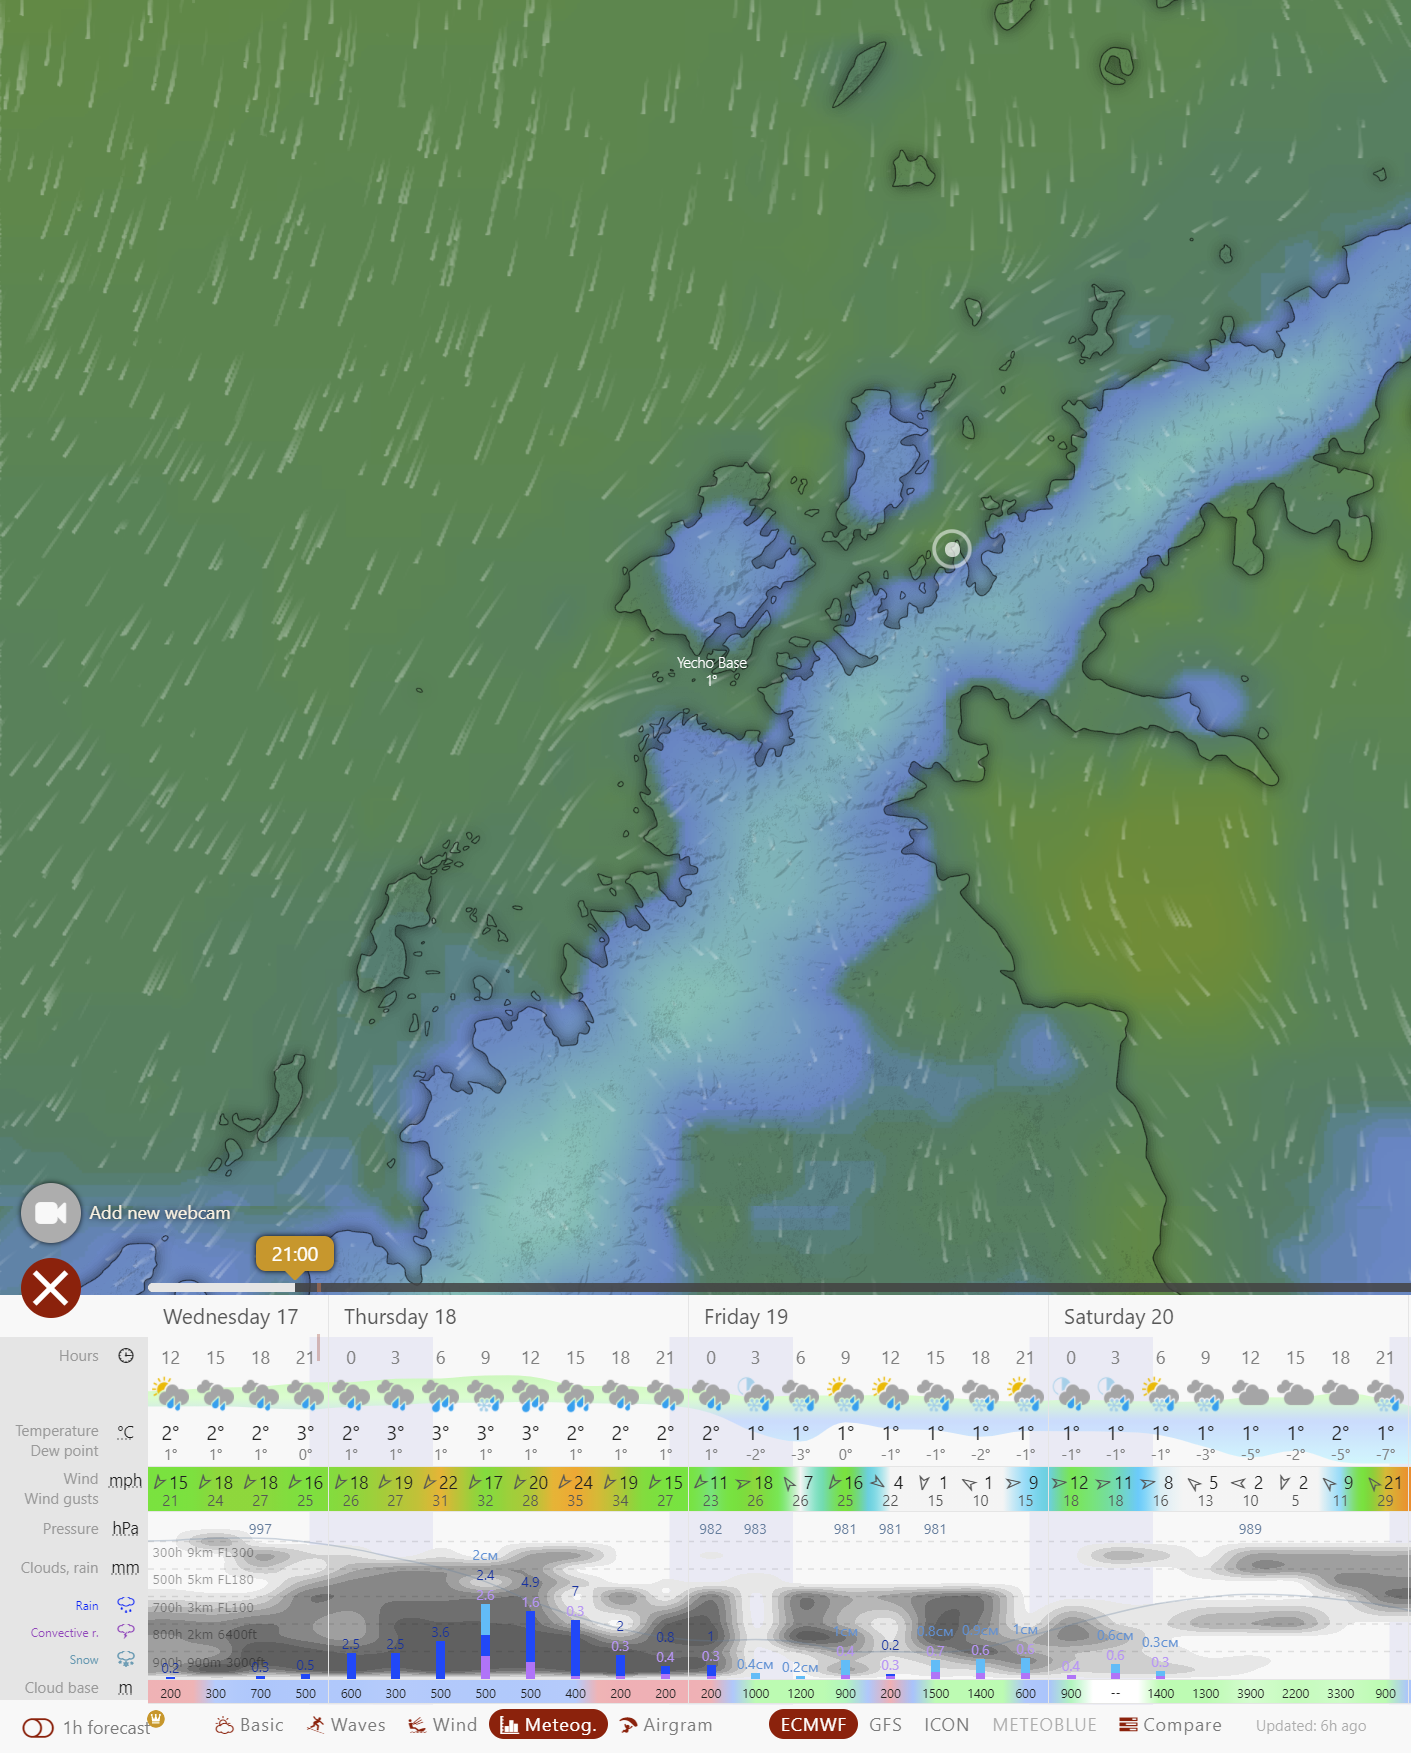 Yecho Base
1°
Add new webcam
21:00
Wednesday 17 Thursday 18 Friday 19 Saturday 20
Hours 12 15 18 21 0 3 6 9 12 15 18 21 0 3 6 9 12 15 18 21 0 3 6 9 12 15 18 21
Temperature °C 2° 2° 2° 3° 2° 3° 3° 3° 3° 2° 2° 2° 2° 1° 1° 1° 1° 1° 1° 1° 1° 1° 1° 1° 1° 1° 2° 1°
Dew point 1° 1° 1° 0° 1° 1° 1° 1° 1° 1° 1° 1° 1° -2° -3° 0° -1° -1° -2° -1° -1° -1° -1° -3° -5° -2° -5° -7°
Wind mph 15 18 18 16 18 19 22 17 20 24 19 15 11 18 7 16 4 1 1 9 12 11 8 5 2 2 9 21
Wind gusts 21 24 27 25 26 27 31 32 28 35 34 27 23 26 26 25 22 15 10 15 18 18 16 13 10 5 11 29
Pressure hPa 997 982 983 981 981 981 989
300h 9km FL300
2см
Clouds, rain mm
500h 5km FL180
2.4 4.9 7
2.6 1.6 0.3
Rain 700h 3km FL100
2
Convective r. 800h 2km 6400ft
3.6 0.8 1 1см 0.8см 1см 0.6см
2.5 2.5 0.3 0.2 0.3см
Snow 900h 900m 3000ft
0.4 0.3 0.7 0.6 0.6
0.2 0.3 0.5 0.4см 0.2см 0.3 0.4 0.3
Cloud base m 200 300 700 500 600 300 500 500 500 400 200 200 200 1000 1200 900 200 1500 1400 600 900 -- 1400 1300 3900 2200 3300 900
1h forecast Basic Waves Wind Meteog. Airgram ECMWF GFS ICON METEOBLUE Compare Updated: 6h ago